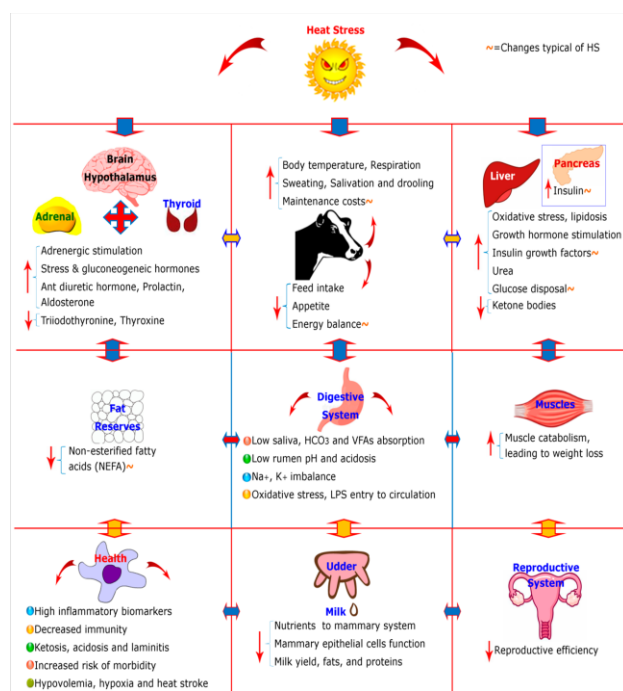 Heat Stress
~=Changes typical of HS
Brain
Hypothalamus
Adrenal
Thyroid
Adrenergic stimulation
Stress & gluconeogenic hormones
Ant diuretic hormone, Prolactin,
Aldosterone
Triiodothyronine, Thyroxine
Body temperature, Respiration
Sweating, Salivation and drooling
Maintenance costs~
Feed intake
Appetite
Energy balance~
Liver
Pancreas
Insulin~
Oxidative stress, lipidosis
Growth hormone stimulation
Insulin growth factors~
Urea
Glucose disposal~
Ketone bodies
Fat
Reserves
Non-esterified fatty
acids (NEFA)~
Digestive
System
Low saliva, HCO3 and VFAs absorption
Low rumen pH and acidosis
Na+, K+ imbalance
Oxidative stress, LPS entry to circulation
Muscles
Muscle catabolism,
leading to weight loss
Health
High inflammatory biomarkers
Decreased immunity
Ketosis, acidosis and laminitis
Increased risk of morbidity
Hypovolemia, hypoxia and heat stroke
Udder
Milk
Nutrients to mammary system
Mammary epithelial cells function
Milk yield, fats, and proteins
Reproductive
System
Reproductive efficiency